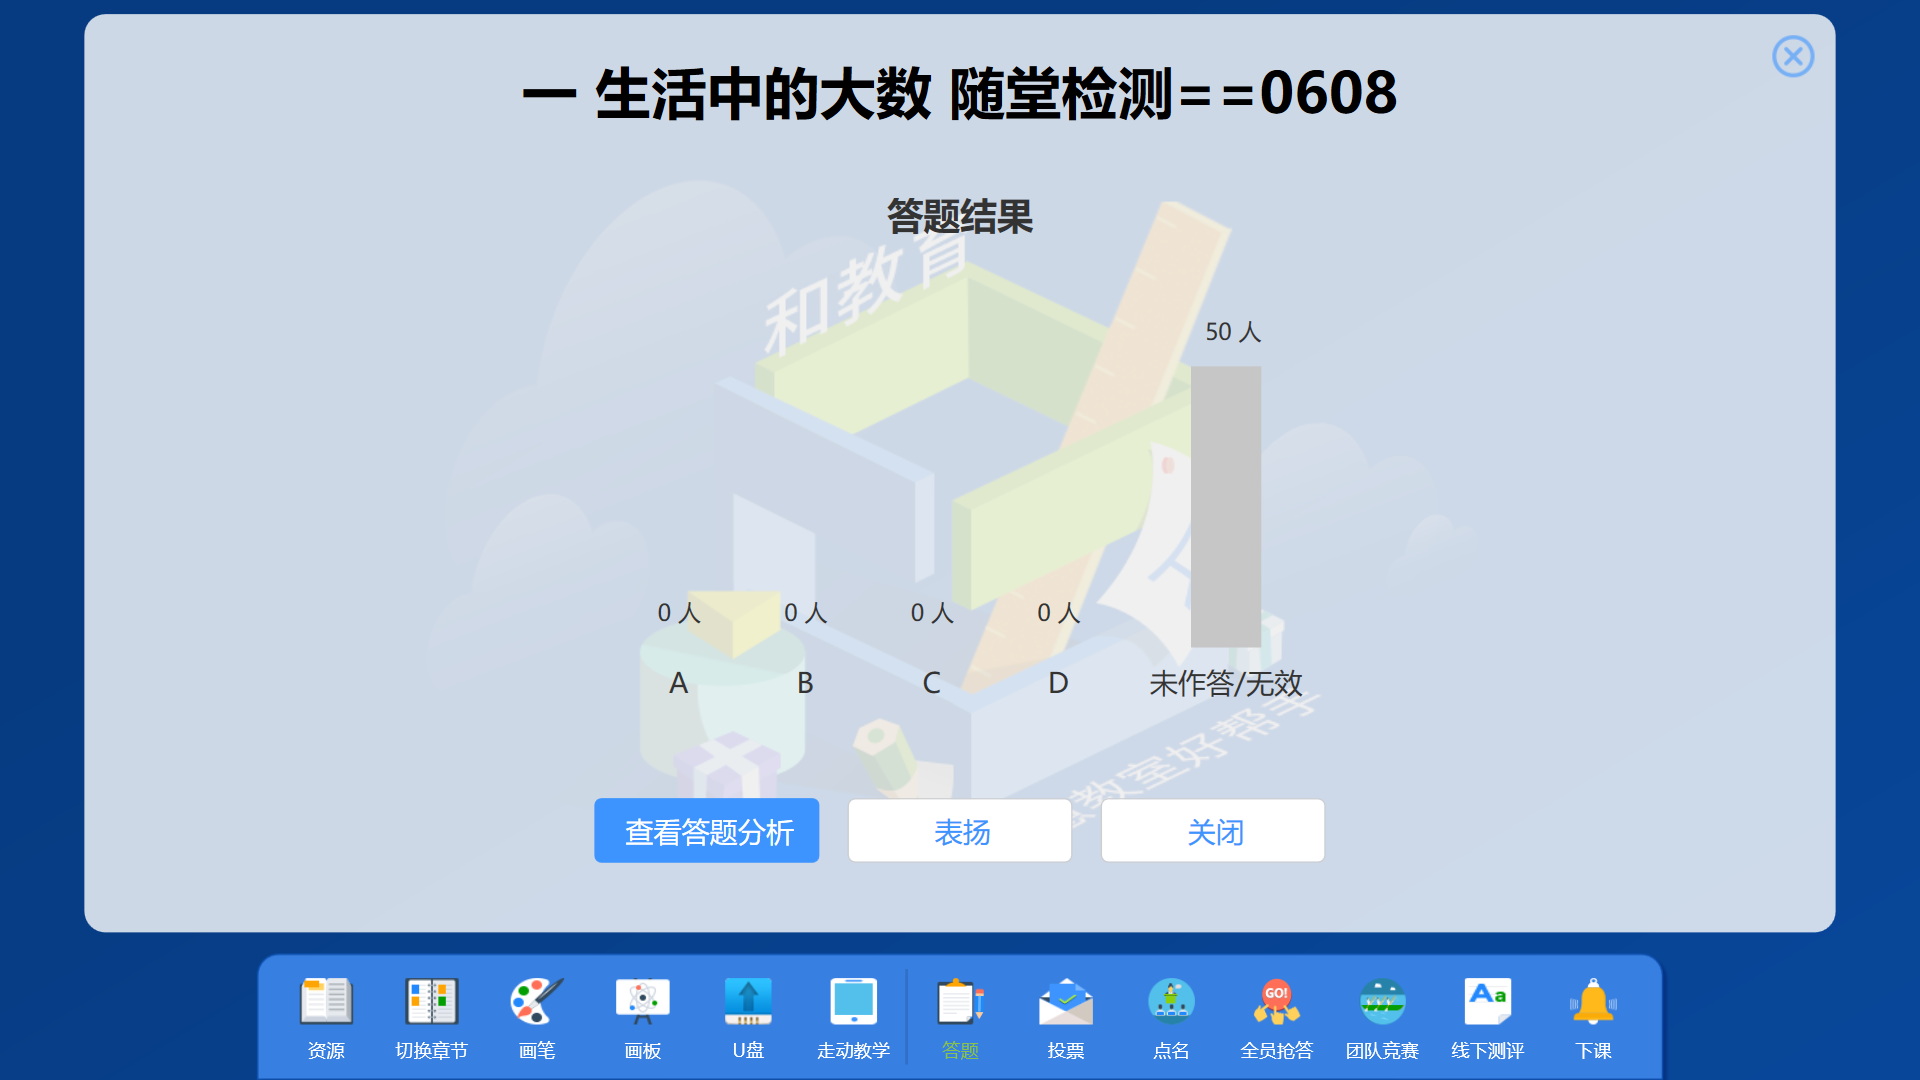 一 生活中的大数 随堂检测==0608
答题结果
和教育
50 人
0 人 0 人 0 人 0 人
A B C D 未作答/无效
教室好帮手
查看答题分析 表扬 关闭
GO!
Aa
资源 切换章节 画笔 画板 U盘 走动教学 答题 投票 点名 全员抢答 团队竞赛 线下测评 下课